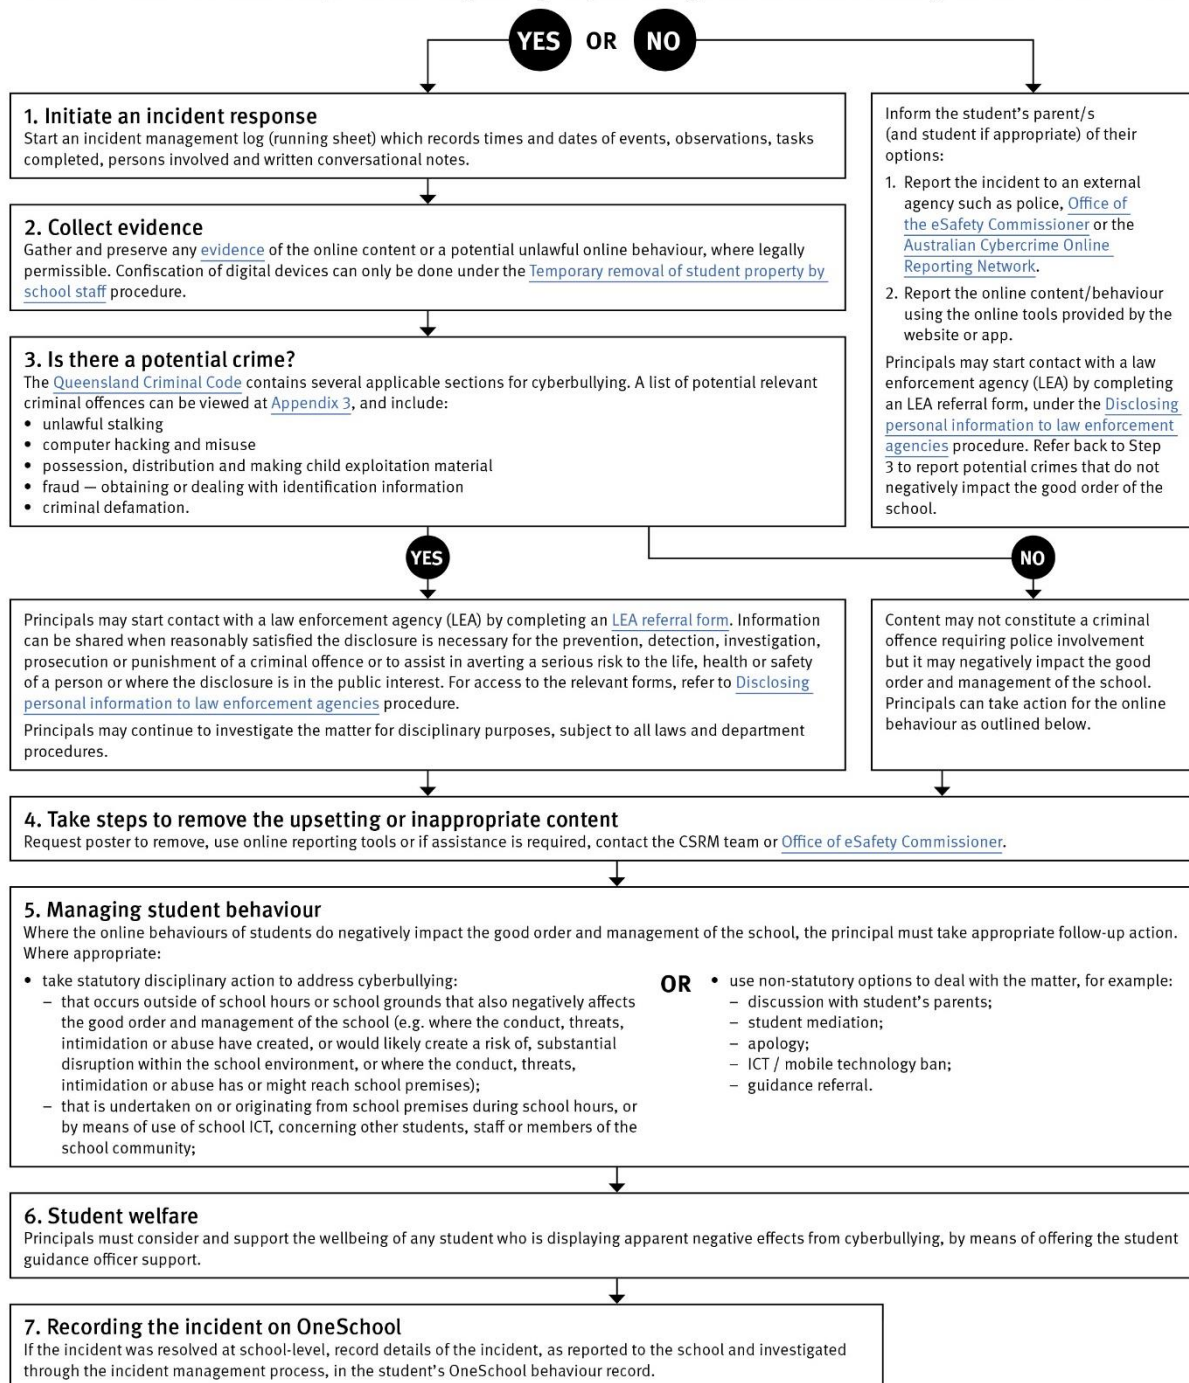 YES OR NO
1. Initiate an incident response
Start an incident management log (running sheet) which records times and dates of events, observations, tasks
completed, persons involved and written conversational notes.
Inform the student's parent/s
(and student if appropriate) of their
options:
1. Report the incident to an external
agency such as police, Office of
the eSafety Commissioner or the
Australian Cybercrime Online
Reporting Network.
2. Report the online content/behaviour
using the online tools provided by the
website or app.
Principals may start contact with a law
enforcement agency (LEA) by completing
an LEA referral form, under the Disclosing
personal information to law enforcement
agencies procedure. Refer back to Step
3 to report potential crimes that do not
negatively impact the good order of the
school.
2. Collect evidence
Gather and preserve any evidence of the online content or a potential unlawful online behaviour, where legally
permissible. Confiscation of digital devices can only be done under the Temporary removal of student property by
school staff procedure.
3. Is there a potential crime?
The Queensland Criminal Code contains several applicable sections for cyberbullying. A list of potential relevant
criminal offences can be viewed at Appendix 3, and include:
• unlawful stalking
• computer hacking and misuse
• possession, distribution and making child exploitation material
• fraud — obtaining or dealing with identification information
• criminal defamation.
YES
NO
Principals may start contact with a law enforcement agency (LEA) by completing an LEA referral form. Information
can be shared when reasonably satisfied the disclosure is necessary for the prevention, detection, investigation,
prosecution or punishment of a criminal offence or to assist in averting a serious risk to the life, health or safety
of a person or where the disclosure is in the public interest. For access to the relevant forms, refer to Disclosing
personal information to law enforcement agencies procedure.
Principals may continue to investigate the matter for disciplinary purposes, subject to all laws and department
procedures.
Content may not constitute a criminal
offence requiring police involvement
but it may negatively impact the good
order and management of the school.
Principals can take action for the online
behaviour as outlined below.
4. Take steps to remove the upsetting or inappropriate content
Request poster to remove, use online reporting tools or if assistance is required, contact the CSRM team or Office of eSafety Commissioner.
5. Managing student behaviour
Where the online behaviours of students do negatively impact the good order and management of the school, the principal must take appropriate follow-up action.
Where appropriate:
• take statutory disciplinary action to address cyberbullying:
– that occurs outside of school hours or school grounds that also negatively affects
the good order and management of the school (e.g. where the conduct, threats,
intimidation or abuse have created, or would likely create a risk of, substantial
disruption within the school environment, or where the conduct, threats,
intimidation or abuse has or might reach school premises);
– that is undertaken on or originating from school premises during school hours, or
by means of use of school ICT, concerning other students, staff or members of the
school community;
OR
• use non-statutory options to deal with the matter, for example:
– discussion with student's parents;
– student mediation;
– apology;
– ICT / mobile technology ban;
– guidance referral.
6. Student welfare
Principals must consider and support the wellbeing of any student who is displaying apparent negative effects from cyberbullying, by means of offering the student
guidance officer support.
7. Recording the incident on OneSchool
If the incident was resolved at school-level, record details of the incident, as reported to the school and investigated
through the incident management process, in the student's OneSchool behaviour record.